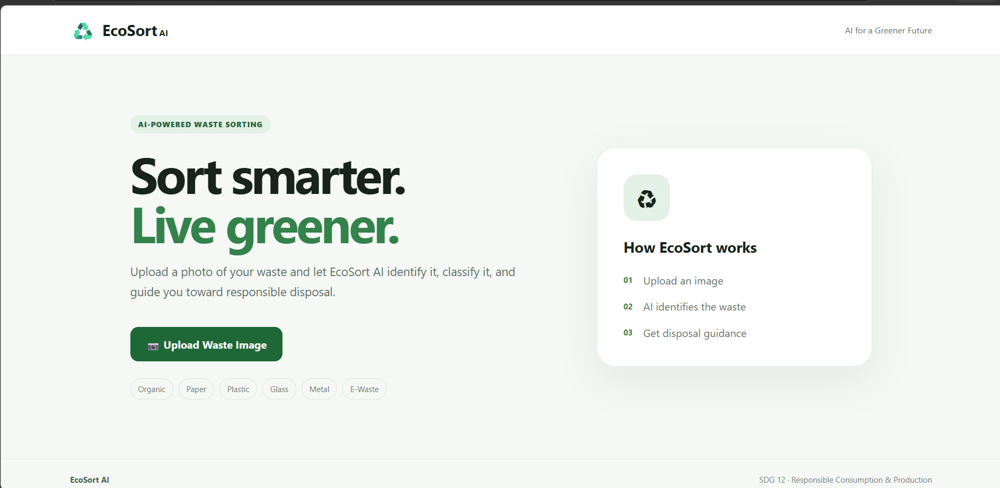 EcoSort AI
AI for a Greener Future
AI-POWERED WASTE SORTING
Sort smarter.
Live greener.
Upload a photo of your waste and let EcoSort AI identify it, classify it, and
guide you toward responsible disposal.
Upload Waste Image
Organic Paper Plastic Glass Metal E-Waste
How EcoSort works
01 Upload an image
02 AI identifies the waste
03 Get disposal guidance
EcoSort AI
SDG 12 · Responsible Consumption & Production